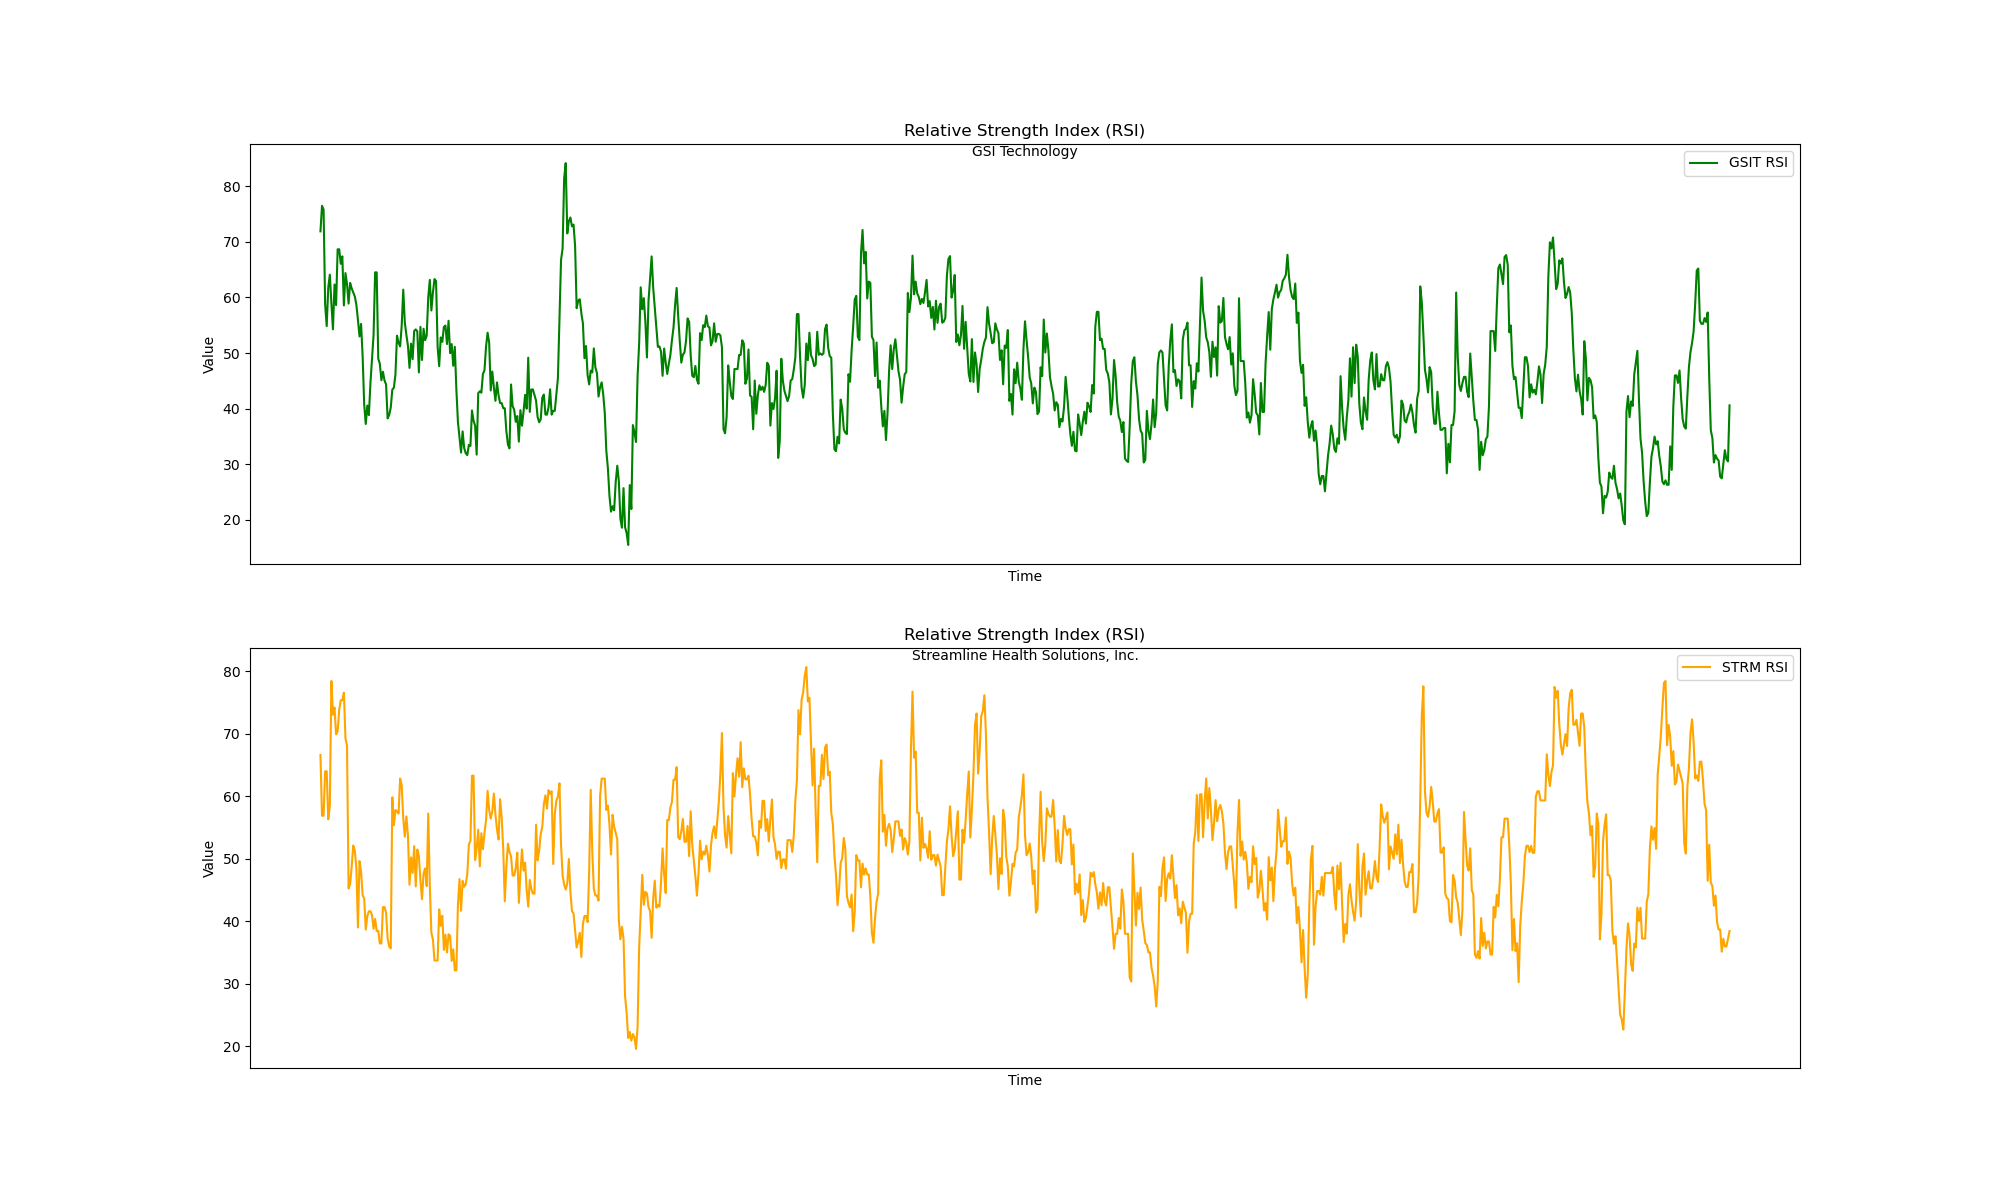 Relative Strength Index (RSI)
GSI Technology
GSIT RSI
80
70
60
50
40
30
20
Value
Time
Relative Strength Index (RSI)
Streamline Health Solutions, Inc.
STRM RSI
80
70
60
50
40
30
20
Value
Time